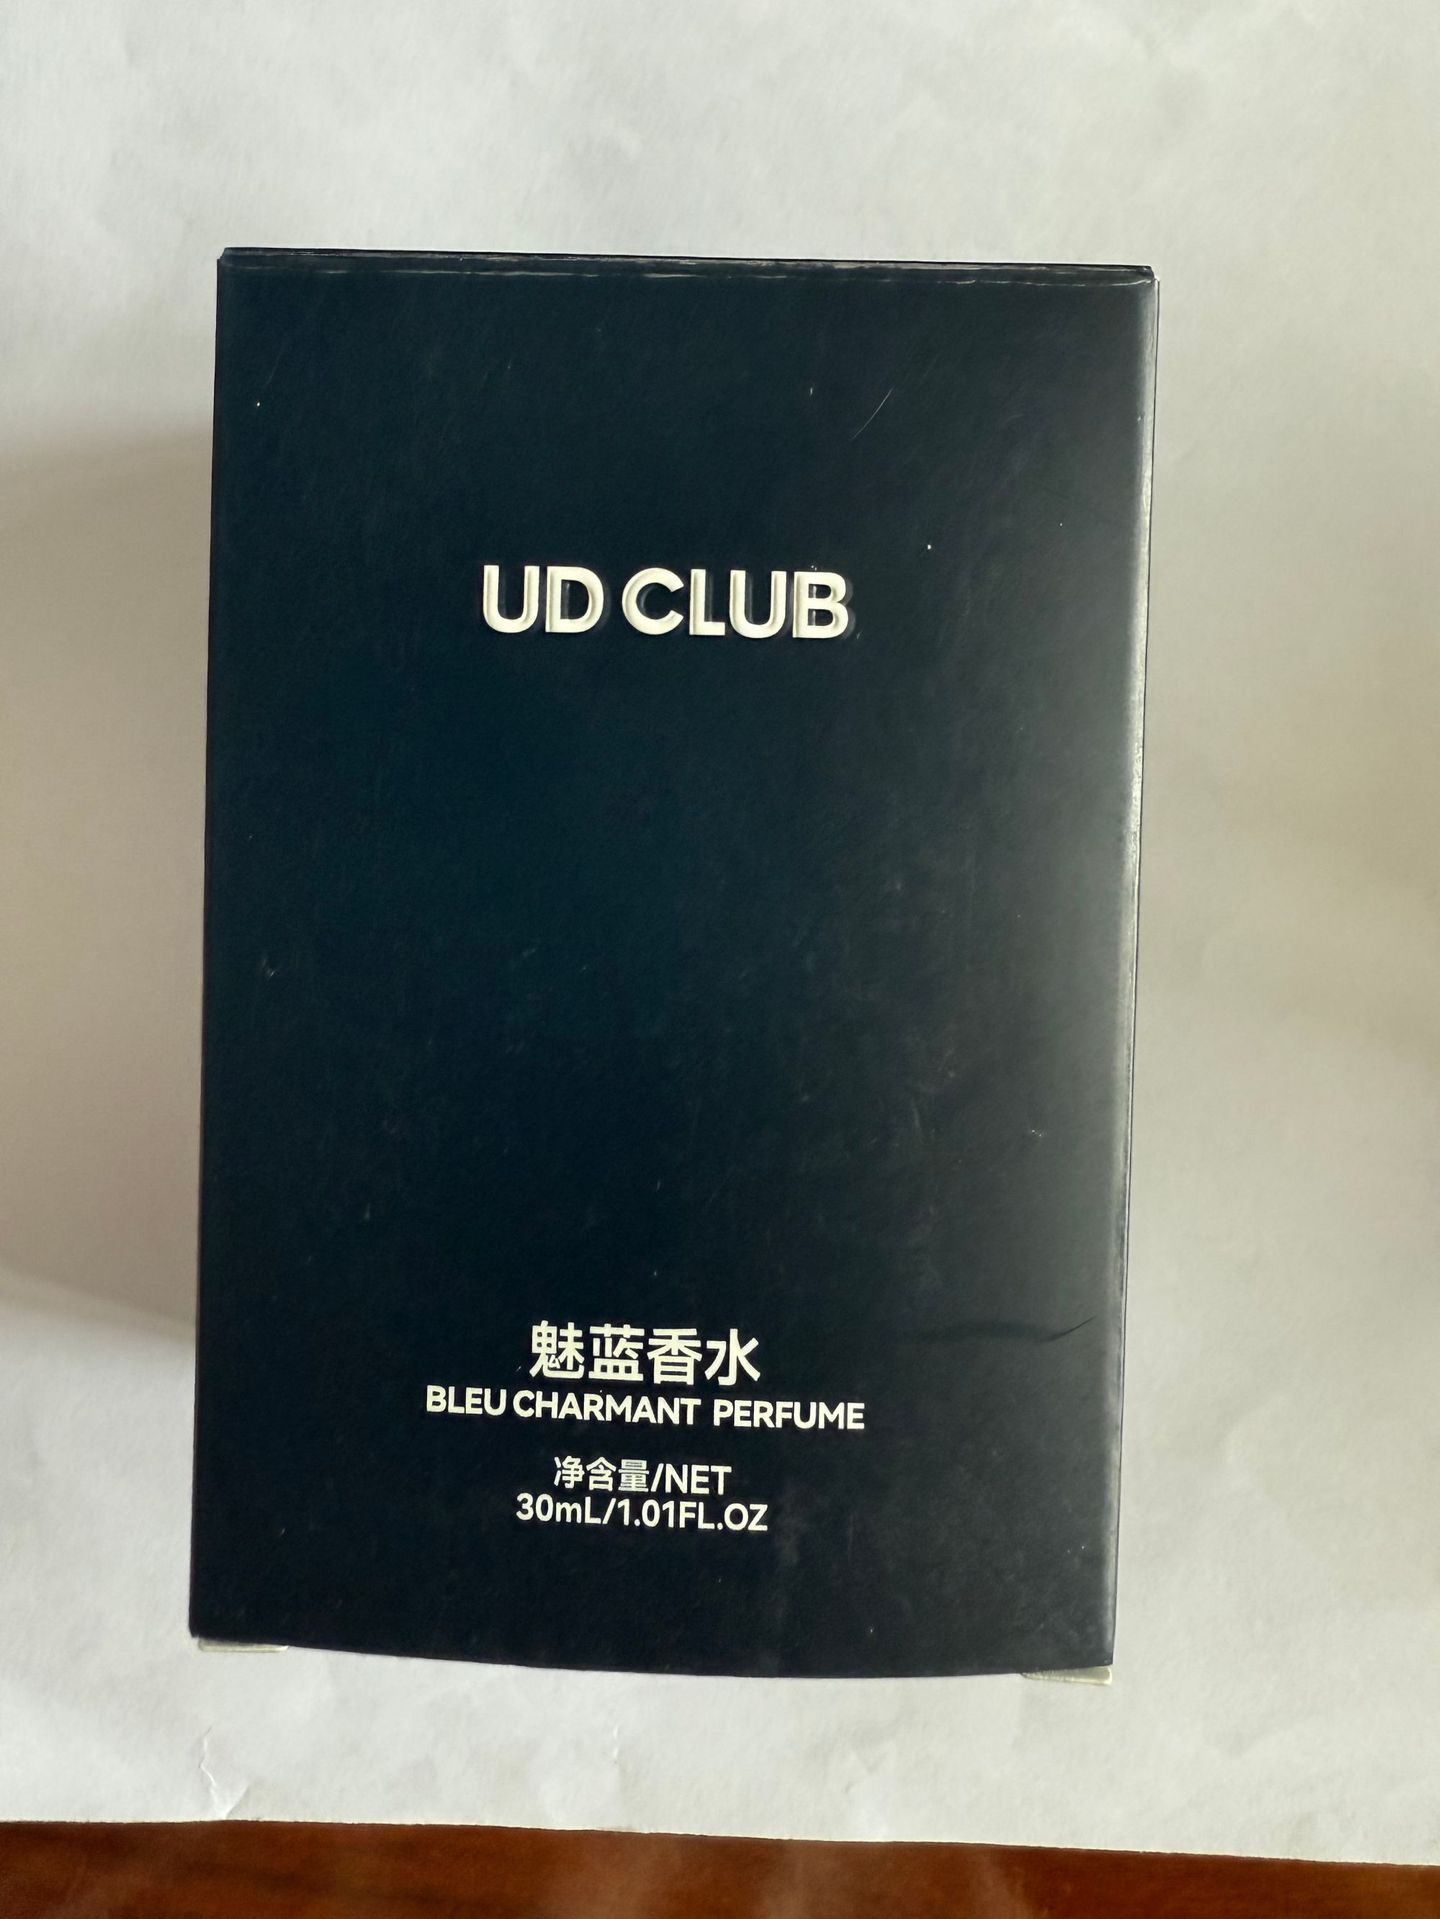 UD CLUB
魅蓝香水
BLEU CHARMANT PERFUME
净含量/NET
30mL/1.01FL.OZ